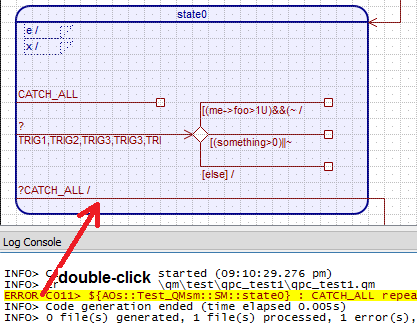 state0
e /
x /
CATCH_ALL
[(me->foo>1U)&&(~ /
?
TRIG1,TRIG2,TRIG3,TRIG3,TRI
[(something>0)||~
[else] /
?CATCH_ALL /
Log Console
INFO> started (09:10:29.276 pm)
INFO> double-click \qm\test\qpc_test1\qpc_test1.qm
ERROR CO11> ${AOs::Test_QMsm::SM::state0} : CATCH_ALL repea
INFO> Code generation ended (time elapsed 0.005s)
INFO> 0 file(s) generated, 1 file(s) processed, 1 error(s),